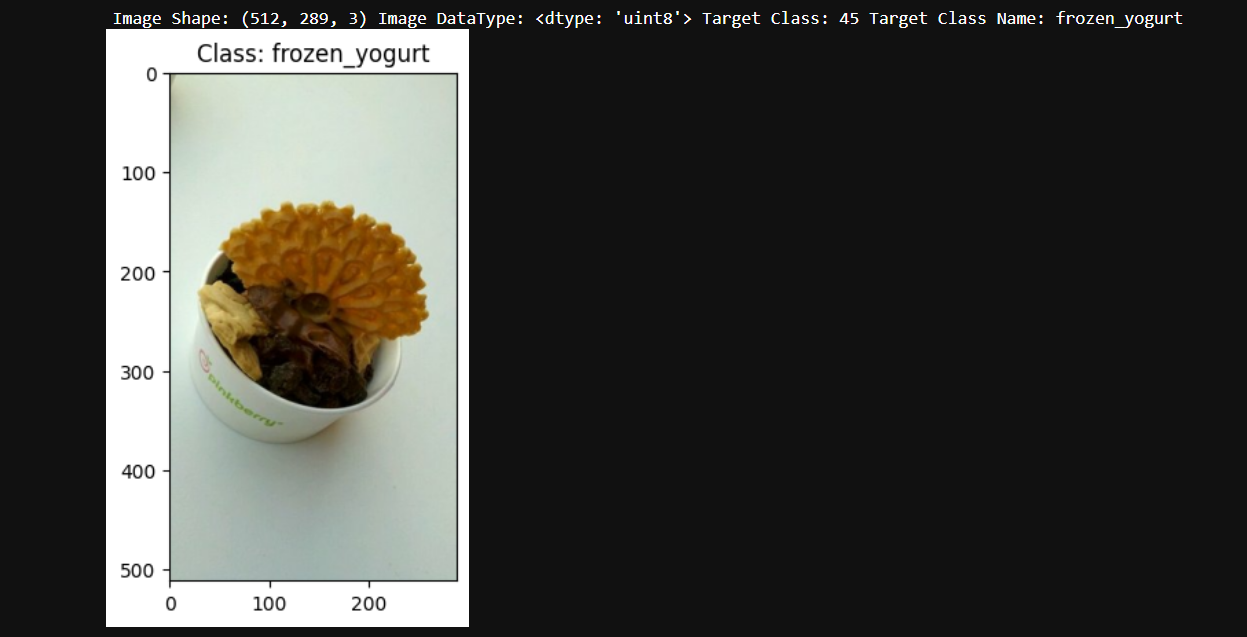 Image Shape: (512, 289, 3) Image DataType: <dtype: 'uint8'> Target Class: 45 Target Class Name: frozen_yogurt
Class: frozen_yogurt
0
100
200
300
400
500
pinkberry
0 100 200